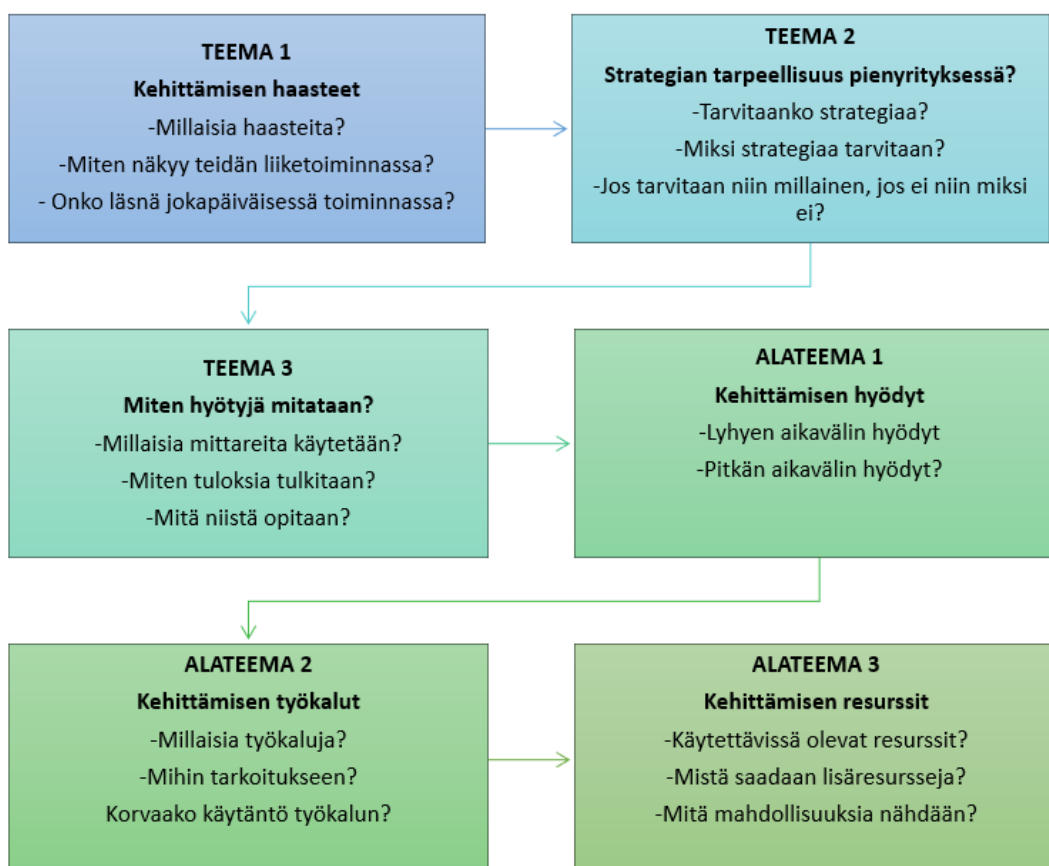 TEEMA 1
Kehittämisen haasteet
-Millaisia haasteita?
-Miten näkyy teidän liiketoiminnassa?
- Onko läsnä jokapäiväisessä toiminnassa?
TEEMA 2
Strategian tarpeellisuus pienyrityksessä?
-Tarvitaanko strategiaa?
-Miksi strategiaa tarvitaan?
-Jos tarvitaan niin millainen, jos ei niin miksi
ei?
TEEMA 3
Miten hyötyjä mitataan?
-Millaisia mittareita käytetään?
-Miten tuloksia tulkitaan?
-Mitä niistä opitaan?
ALATEEMA 1
Kehittämisen hyödyt
-Lyhyen aikavälin hyödyt
-Pitkän aikavälin hyödyt?
ALATEEMA 2
Kehittämisen työkalut
-Millaisia työkaluja?
-Mihin tarkoitukseen?
Korvaako käytäntö työkalun?
ALATEEMA 3
Kehittämisen resurssit
-Käytettävissä olevat resurssit?
-Mistä saadaan lisäresursseja?
-Mitä mahdollisuuksia nähdään?